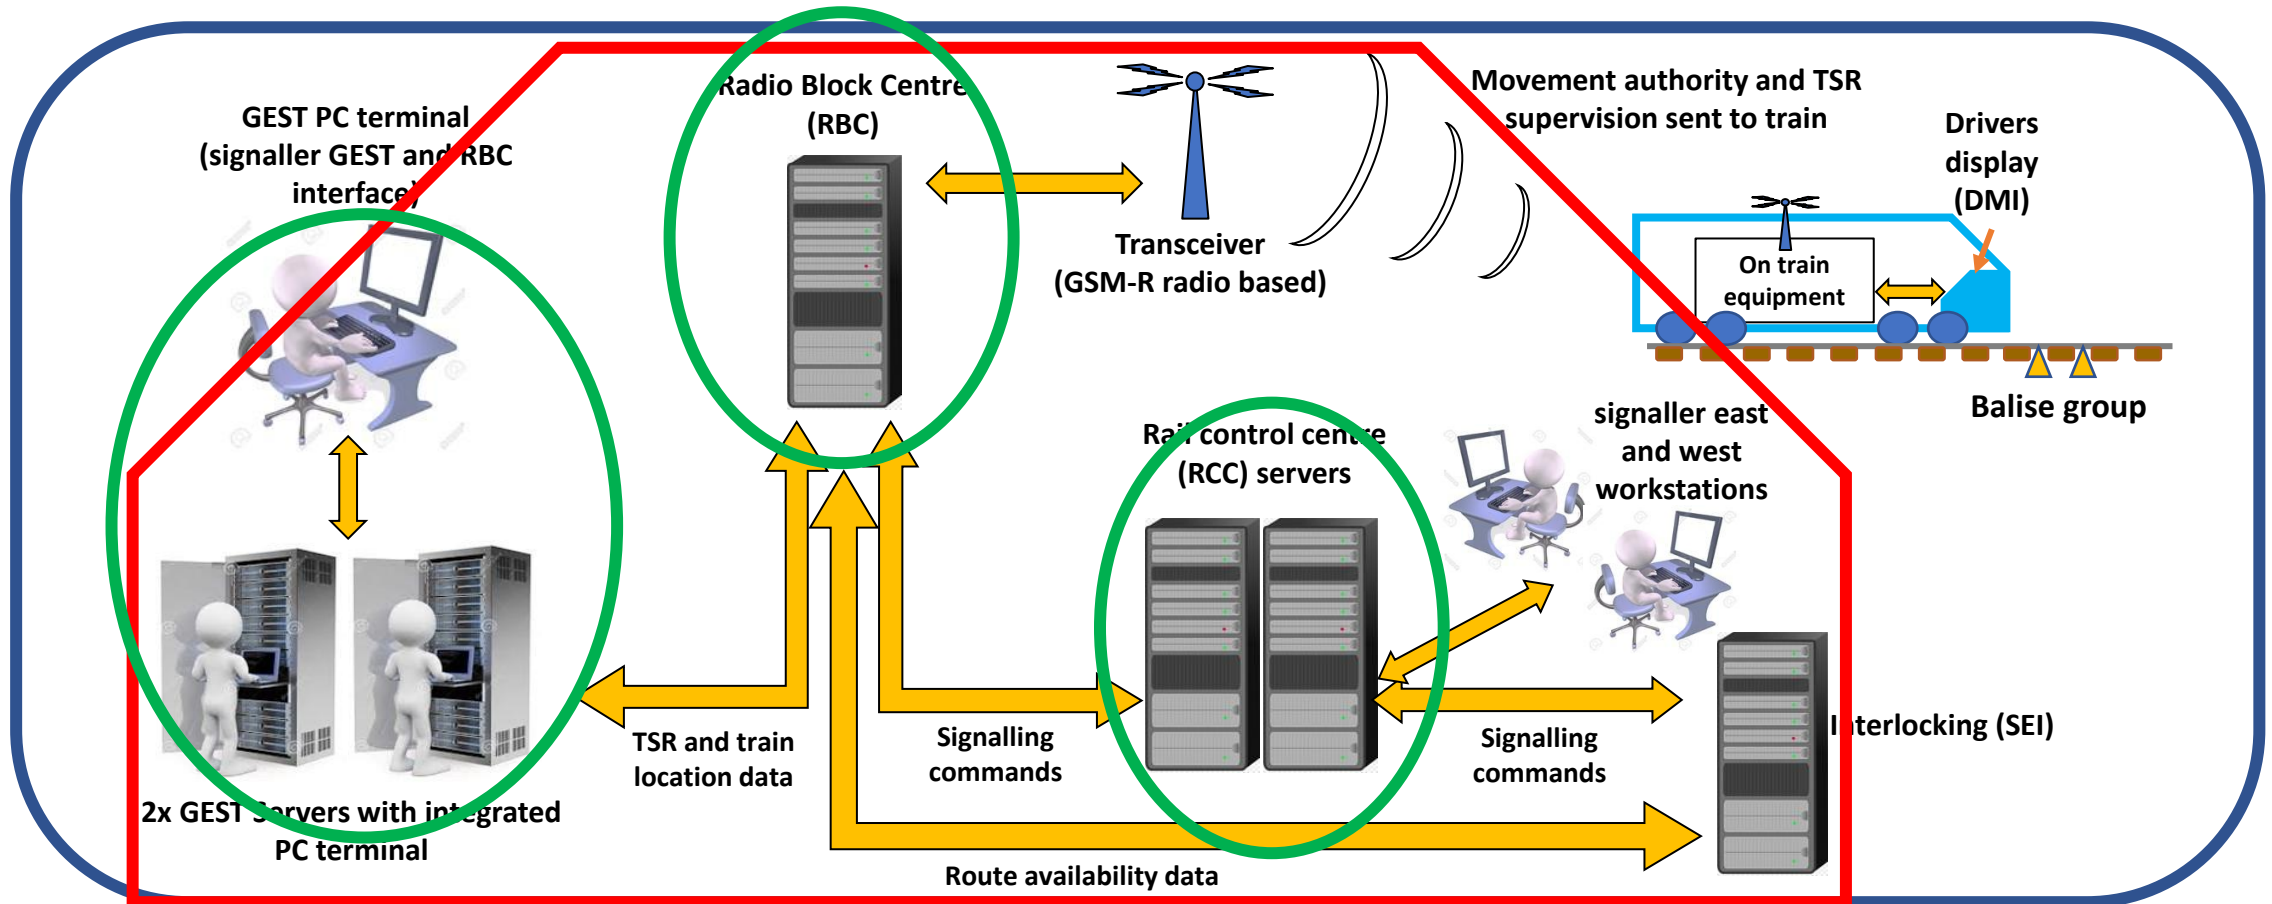 GEST PC terminal
(signaller GEST and RBC
interface)
Radio Block Centre
(RBC)
Transceiver
(GSM-R radio based)
Movement authority and TSR
supervision sent to train
Drivers
display
(DMI)
On train
equipment
Balise group
signaller east
and west
workstations
Rail control centre
(RCC) servers
Interlocking (SEI)
TSR and train
location data
Signalling
commands
Signalling
commands
2x GEST Servers with integrated
PC terminal
Route availability data